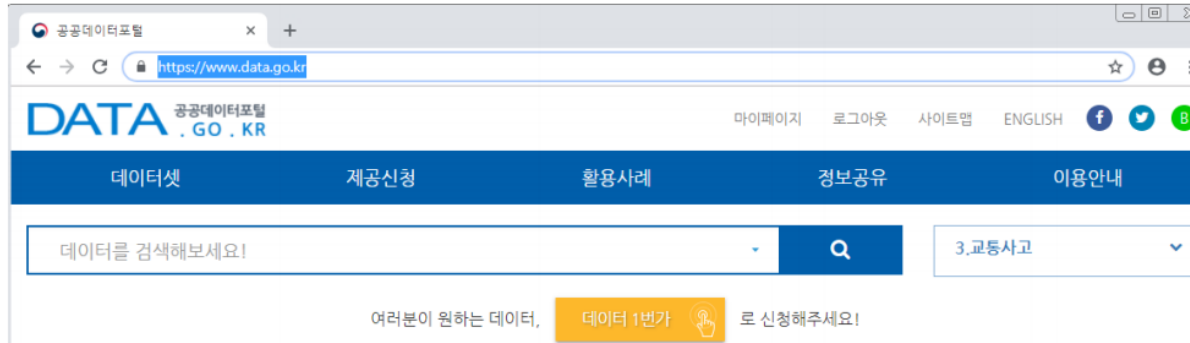 공공데이터포털
https://www.data.go.kr
DATA 공공데이터포털
. GO . KR
마이페이지 로그아웃 사이트맵 ENGLISH f B
데이터셋 제공신청 활용사례 정보공유 이용안내
데이터를 검색해보세요! 3.교통사고
여러분이 원하는 데이터, 데이터 1번가 로 신청해주세요!